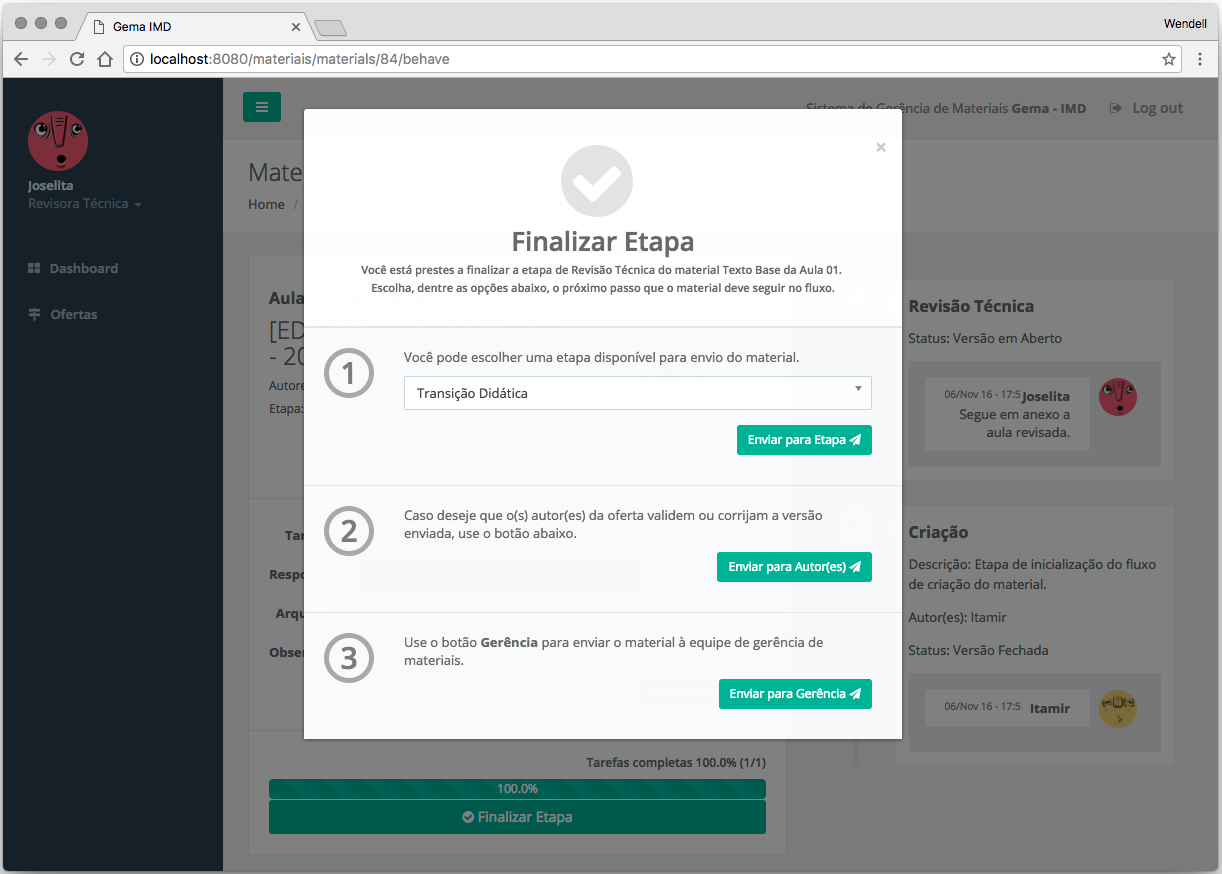 Gema IMD
Wendell
localhost:8080/materiais/materials/84/behave
Joselita
Revisora Técnica
Dashboard
Ofertas
Sistema de Gerência de Materiais Gema - IMD
Log out
Home /
Finalizar Etapa
Você está prestes a finalizar a etapa de Revisão Técnica do material Texto Base da Aula 01.
Escolha, dentre as opções abaixo, o próximo passo que o material deve seguir no fluxo.
1
Você pode escolher uma etapa disponível para envio do material.
Transição Didática
Enviar para Etapa
2
Caso deseje que o(s) autor(es) da oferta validem ou corrijam a versão
enviada, use o botão abaixo.
Enviar para Autor(es)
3
Use o botão Gerência para enviar o material à equipe de gerência de
materiais.
Enviar para Gerência
Aula
[ED
- 20
Etapa:
Tarefas completas 100.0% (1/1)
100.0%
Finalizar Etapa
Revisão Técnica
Status: Versão em Aberto
06/Nov 16 - 17:5 Joselita
Segue em anexo a
aula revisada.
Criação
Descrição: Etapa de inicialização do fluxo
de criação do material.
Autor(es): Itamir
Status: Versão Fechada
06/Nov 16 - 17:5 Itamir